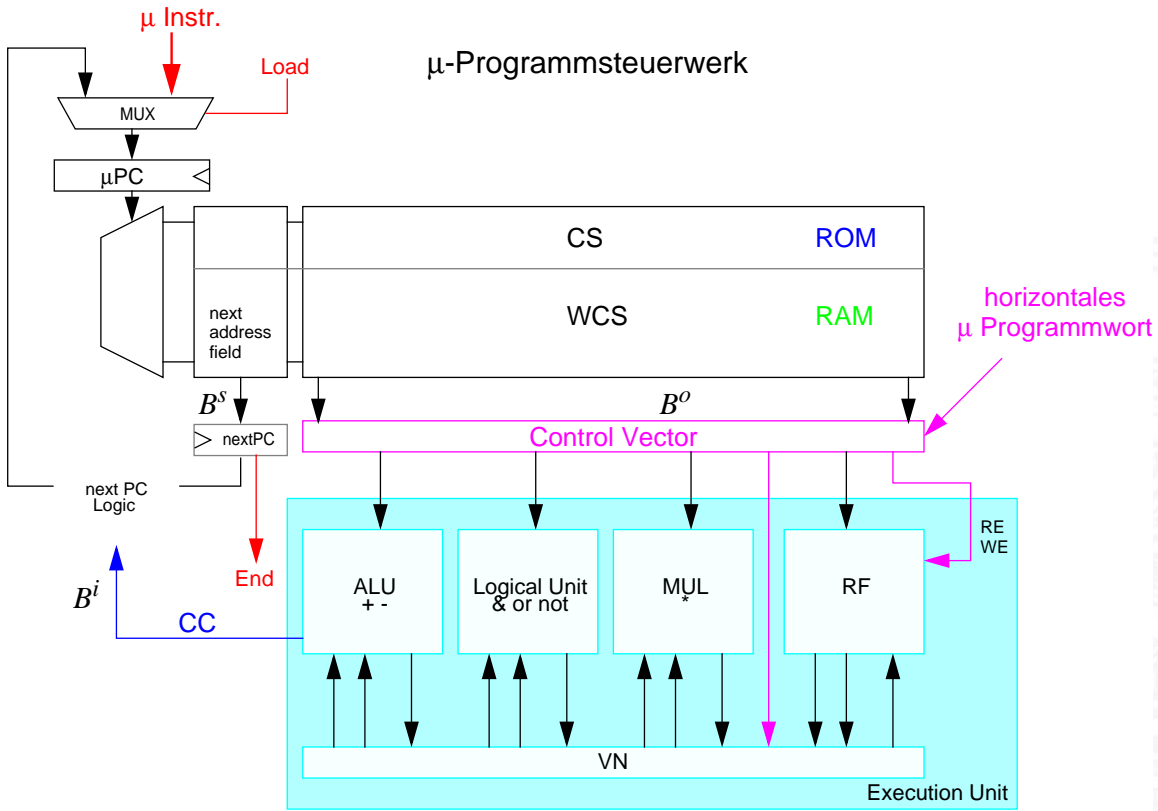 μ Instr.
μ-Programmsteuerwerk
Load
MUX
μPC
CS
ROM
next
address
field
WCS
RAM
horizontales
μ Programmwort
B^s
B^o
nextPC
Control Vector
next PC
Logic
RE
WE
End
ALU
+ -
Logical Unit
& or not
MUL
*
RF
B^i
CC
VN
Execution Unit